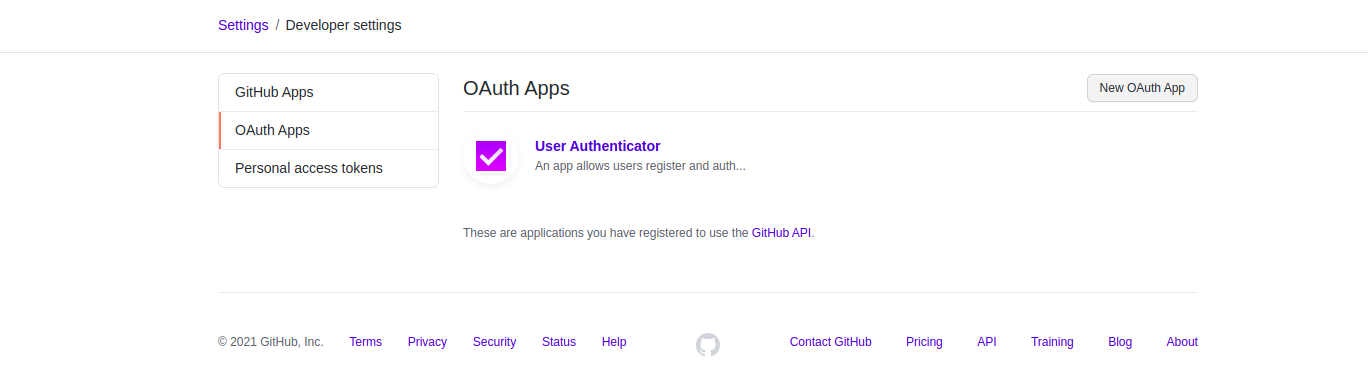 Settings / Developer settings
GitHub Apps
OAuth Apps
Personal access tokens
OAuth Apps
New OAuth App
User Authenticator
An app allows users register and auth...
These are applications you have registered to use the GitHub API.
© 2021 GitHub, Inc. Terms Privacy Security Status Help Contact GitHub Pricing API Training Blog About